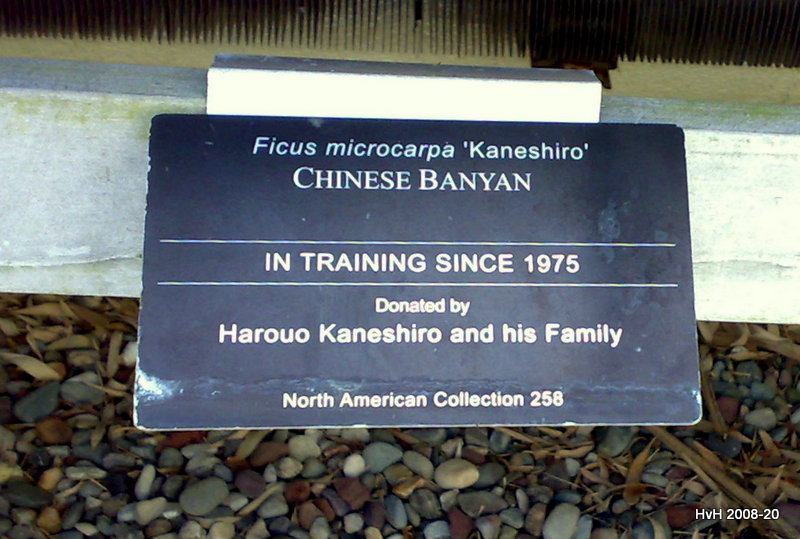 Ficus microcarpa 'Kaneshiro'
CHINESE BANYAN
IN TRAINING SINCE 1975
Donated by
Harouo Kaneshiro and his Family
North American Collection 258
HvH 2008-20